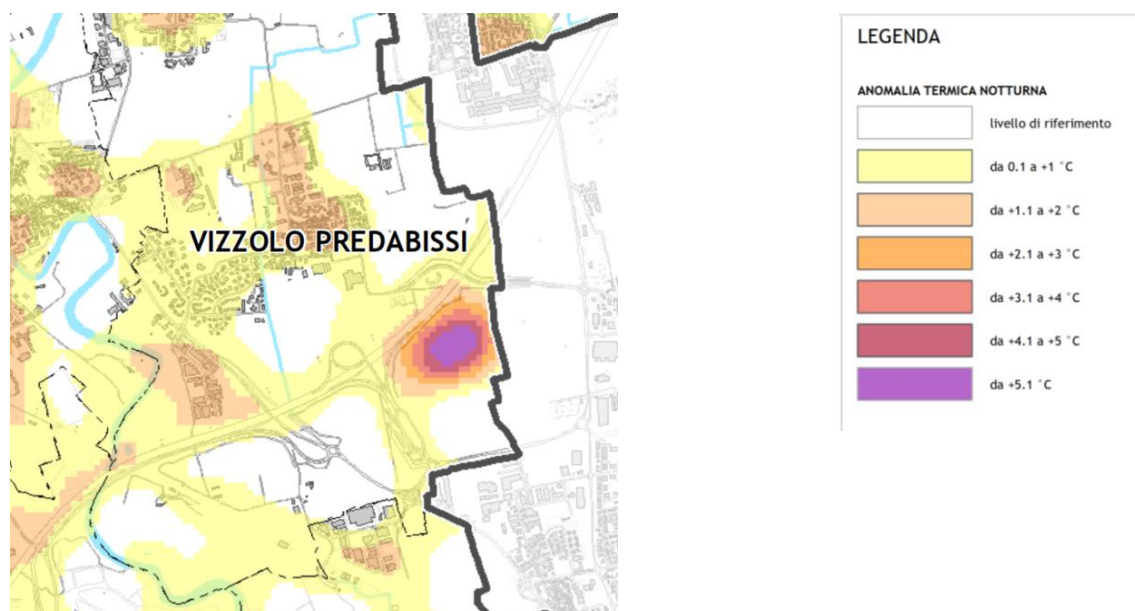 VIZZOLO PREDABISSI
LEGENDA
ANOMALIA TERMICA NOTTURNA
livello di riferimento
da 0.1 a +1 °C
da +1.1 a +2 °C
da +2.1 a +3 °C
da +3.1 a +4 °C
da +4.1 a +5 °C
da +5.1 °C